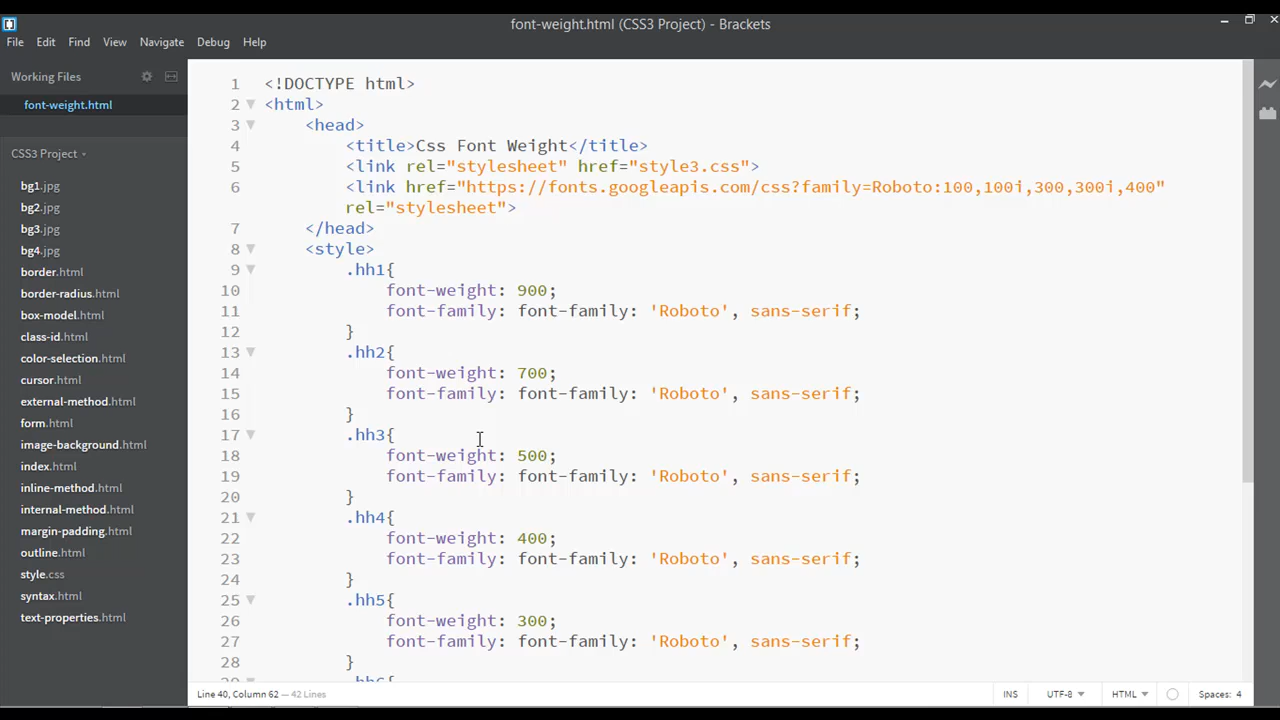 font-weight.html (CSS3 Project) - Brackets
File Edit Find View Navigate Debug Help
Working Files
font-weight.html
CSS3 Project
bg1.jpg
bg2.jpg
bg3.jpg
bg4.jpg
border.html
border-radius.html
box-model.html
class-id.html
color-selection.html
cursor.html
external-method.html
form.html
image-background.html
index.html
inline-method.html
internal-method.html
margin-padding.html
outline.html
style.css
syntax.html
text-properties.html
1 <!DOCTYPE html>
2 <html>
3 <head>
4 <title>Css Font Weight</title>
5 <link rel="stylesheet" href="style3.css">
6 <link href="https://fonts.googleapis.com/css?family=Roboto:100,100i,300,300i,400"
rel="stylesheet">
7 </head>
8 <style>
9 .hh1{
10 font-weight: 900;
11 font-family: font-family: 'Roboto', sans-serif;
12 }
13 .hh2{
14 font-weight: 700;
15 font-family: font-family: 'Roboto', sans-serif;
16 }
17 .hh3{
18 font-weight: 500;
19 font-family: font-family: 'Roboto', sans-serif;
20 }
21 .hh4{
22 font-weight: 400;
23 font-family: font-family: 'Roboto', sans-serif;
24 }
25 .hh5{
26 font-weight: 300;
27 font-family: font-family: 'Roboto', sans-serif;
28 }
Line 40, Column 62 — 42 Lines
INS UTF-8 HTML Spaces: 4